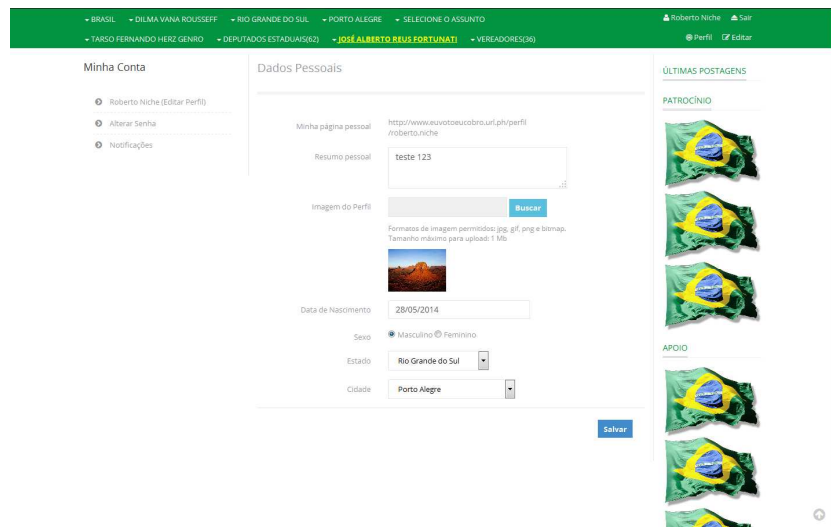 BRASIL DILMA VANA ROUSSEFF RIO GRANDE DO SUL PORTO ALEGRE SELECIONE O ASSUNTO
Roberto Niche Sair
TARSO FERNANDO HERZ GENRO DEPUTADOS ESTADUAIS(62) JOSÉ ALBERTO REUS FORTUNATI VEREADORES(36)
Perfil Editar
Minha Conta
Roberto Niche (Editar Perfil)
Alterar Senha
Notificações
Dados Pessoais
Minha página pessoal
http://www.euvotoeucobro.url.ph/perfil
/roberto.niche
Resumo pessoal
teste 123
Imagem do Perfil
Buscar
Formatos de imagem permitidos: jpg, gif, png e bitmap.
Tamanho máximo para upload: 1 Mb
Data de Nascimento
28/05/2014
Sexo
Masculino Feminino
Estado
Rio Grande do Sul
Cidade
Porto Alegre
Salvar
ÚLTIMAS POSTAGENS
PATROCÍNIO
APOIO